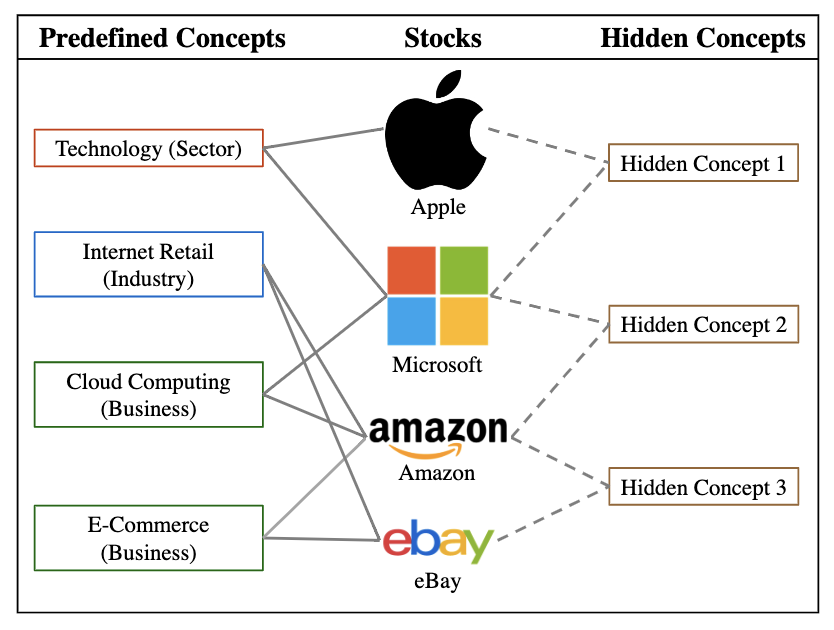 Predefined Concepts
Stocks
Hidden Concepts
Technology (Sector)
Internet Retail
(Industry)
Cloud Computing
(Business)
E-Commerce
(Business)
Apple
Microsoft
amazon
Amazon
ebay
eBay
Hidden Concept 1
Hidden Concept 2
Hidden Concept 3